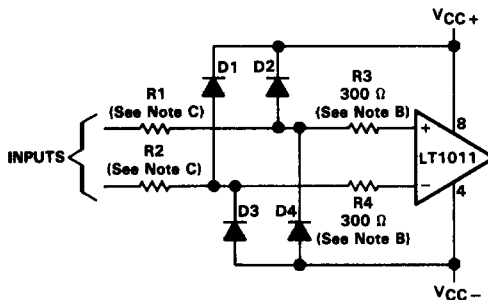 VCC+
D1
D2
R3
300 Ω
(See Note B)
R1
(See Note C)
8
+
INPUTS
R2
(See Note C)
LT1011
−
4
R4
300 Ω
(See Note B)
D3
D4
VCC−